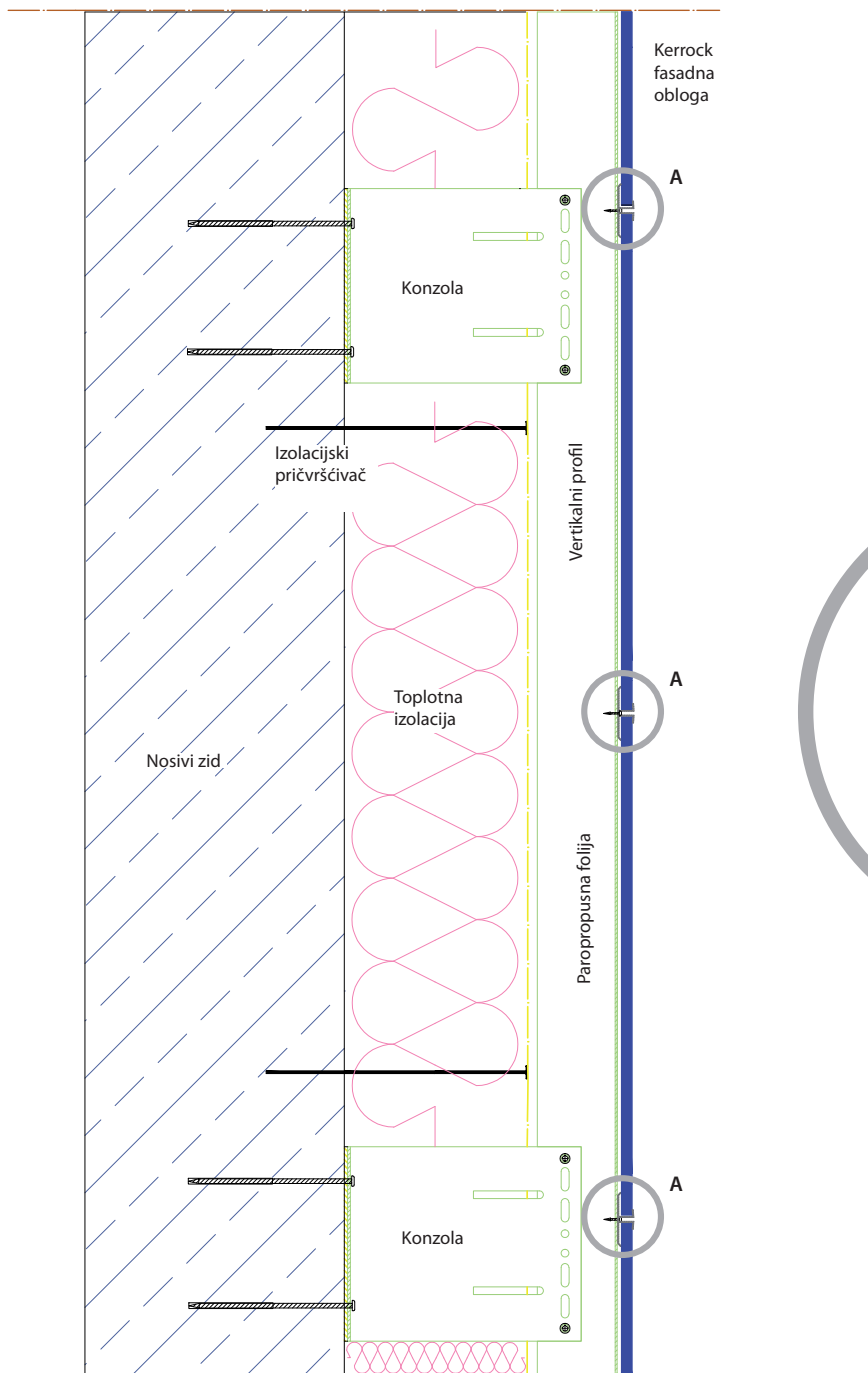 Kerrock
fasadna
obloga
A
Konzola
Izolacijski
pričvršćivač
Vertikalni profil
Toplotna
izolacija
A
Nosivi zid
Paropropusna folija
A
Konzola